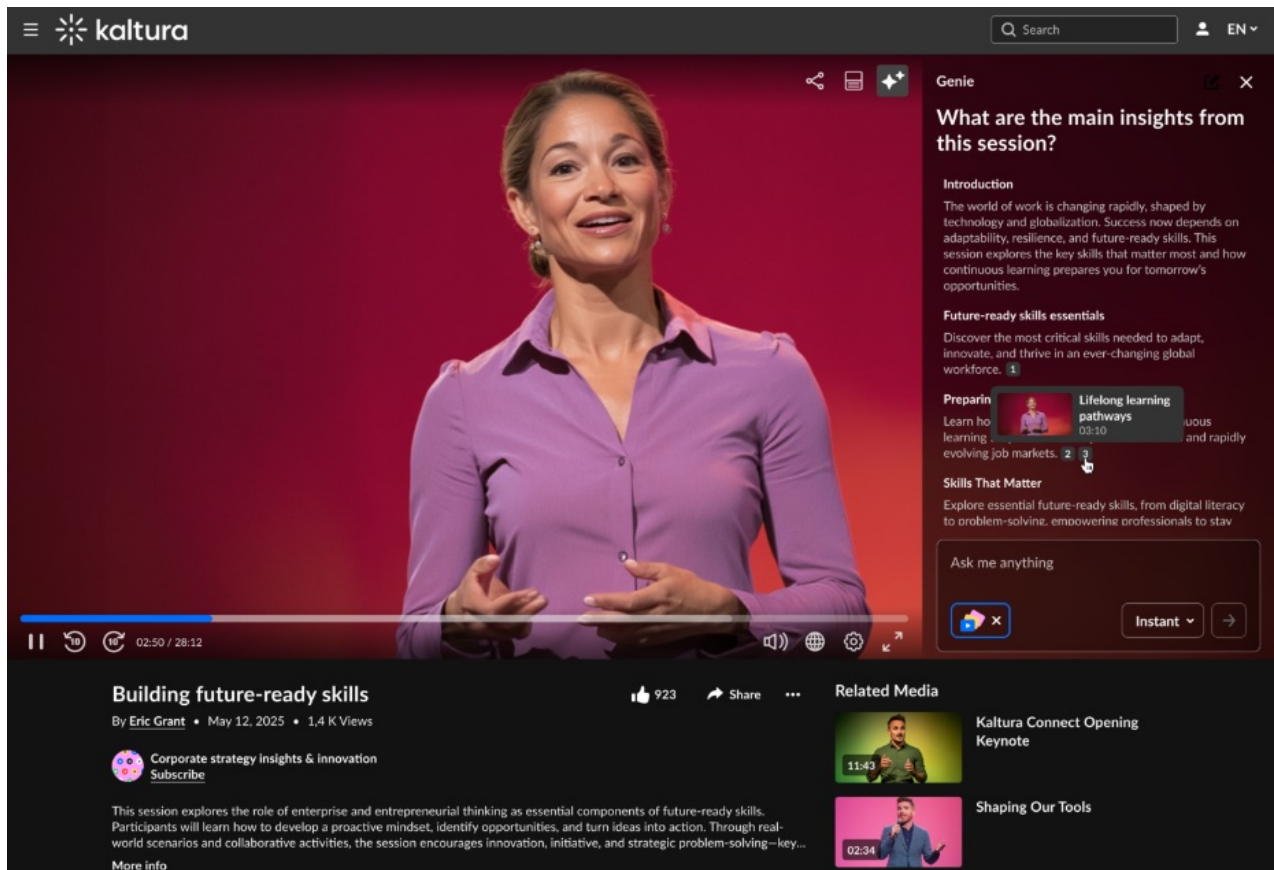 kaltura
Search
EN
Genie
What are the main insights from
this session?
Introduction
The world of work is changing rapidly, shaped by
technology and globalization. Success now depends on
adaptability, resilience, and future-ready skills. This
session explores the key skills that matter most and how
continuous learning prepares you for tomorrow's
opportunities.
Future-ready skills essentials
Discover the most critical skills needed to adapt,
innovate, and thrive in an ever-changing global
workforce. 1
Lifelong learning
pathways
03:10
Learn
learning and rapidly
evolving job markets. 2 3
Skills That Matter
Explore essential future-ready skills, from digital literacy
to problem-solving, empowering professionals to stay
Ask me anything
Instant
10 10 02:50 / 28:12
Building future-ready skills
923 Share
By Eric Grant • May 12, 2025 • 1,4 K Views
Corporate strategy insights & innovation
Subscribe
This session explores the role of enterprise and entrepreneurial thinking as essential components of future-ready skills.
Participants will learn how to develop a proactive mindset, identify opportunities, and turn ideas into action. Through real-
world scenarios and collaborative activities, the session encourages innovation, initiative, and strategic problem-solving—key...
More info
Related Media
11:43
Kaltura Connect Opening
Keynote
02:34
Shaping Our Tools